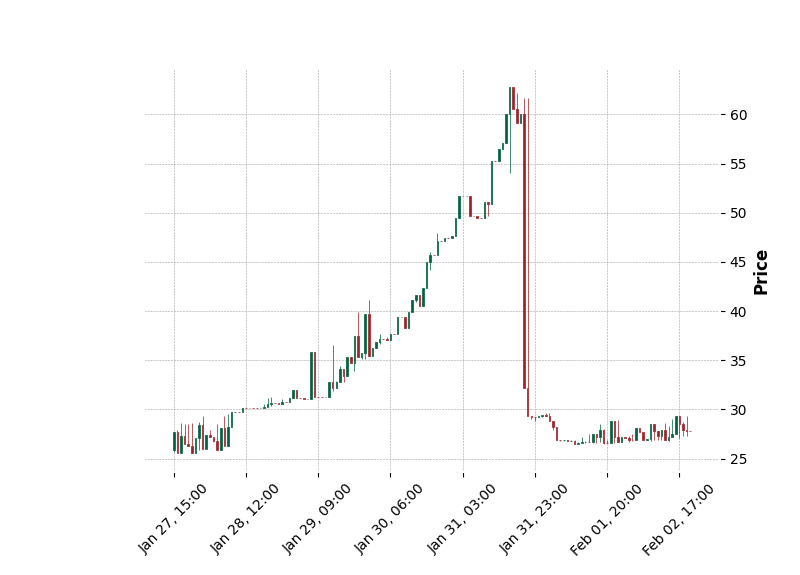 60
55
50
45
40
35
30
25
Price
Jan 27, 15:00
Jan 28, 12:00
Jan 29, 09:00
Jan 30, 06:00
Jan 31, 03:00
Jan 31, 23:00
Feb 01, 20:00
Feb 02, 17:00